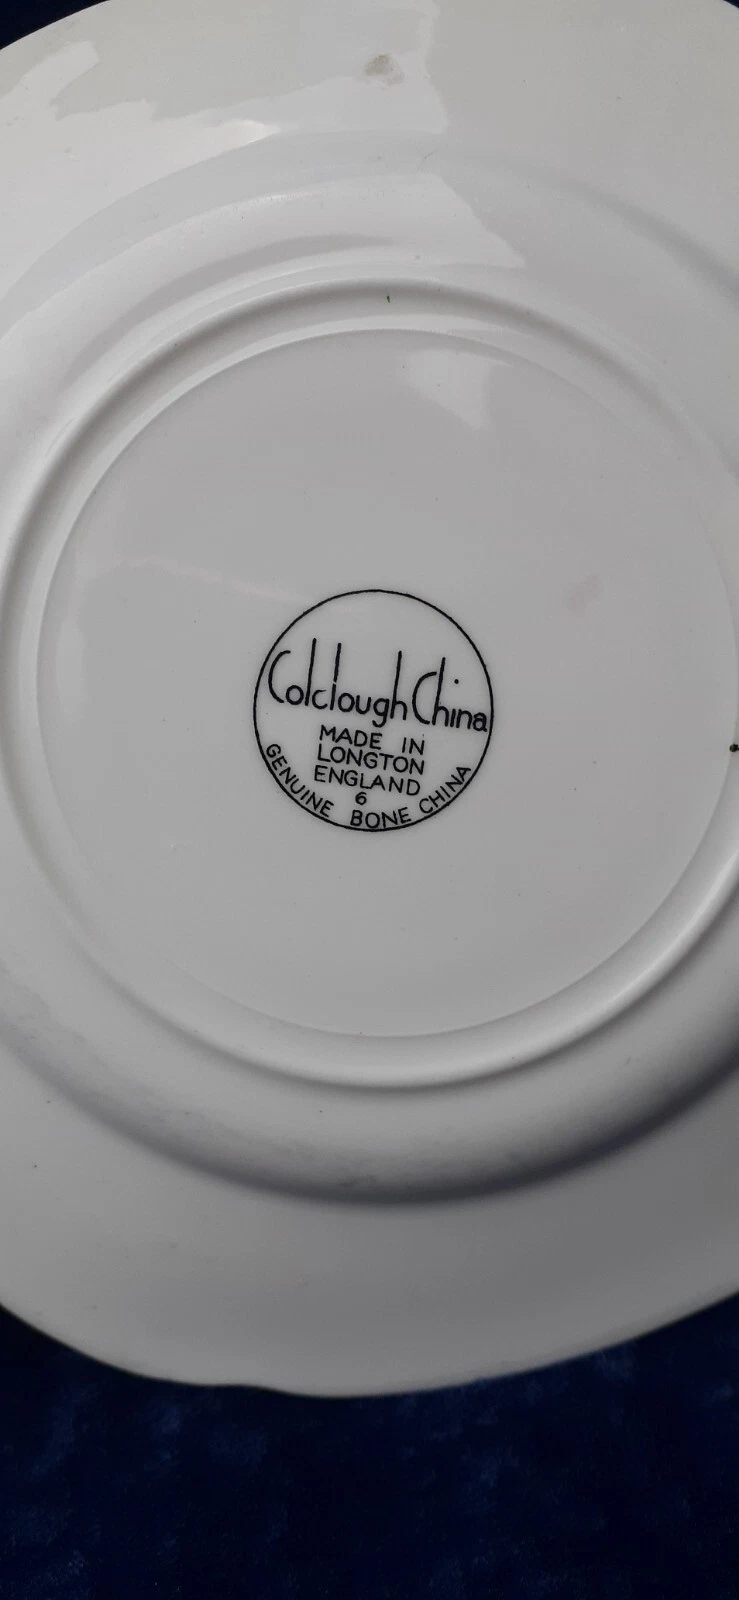 Colclough China
MADE IN
LONGTON
ENGLAND
6
GENUINE BONE CHINA